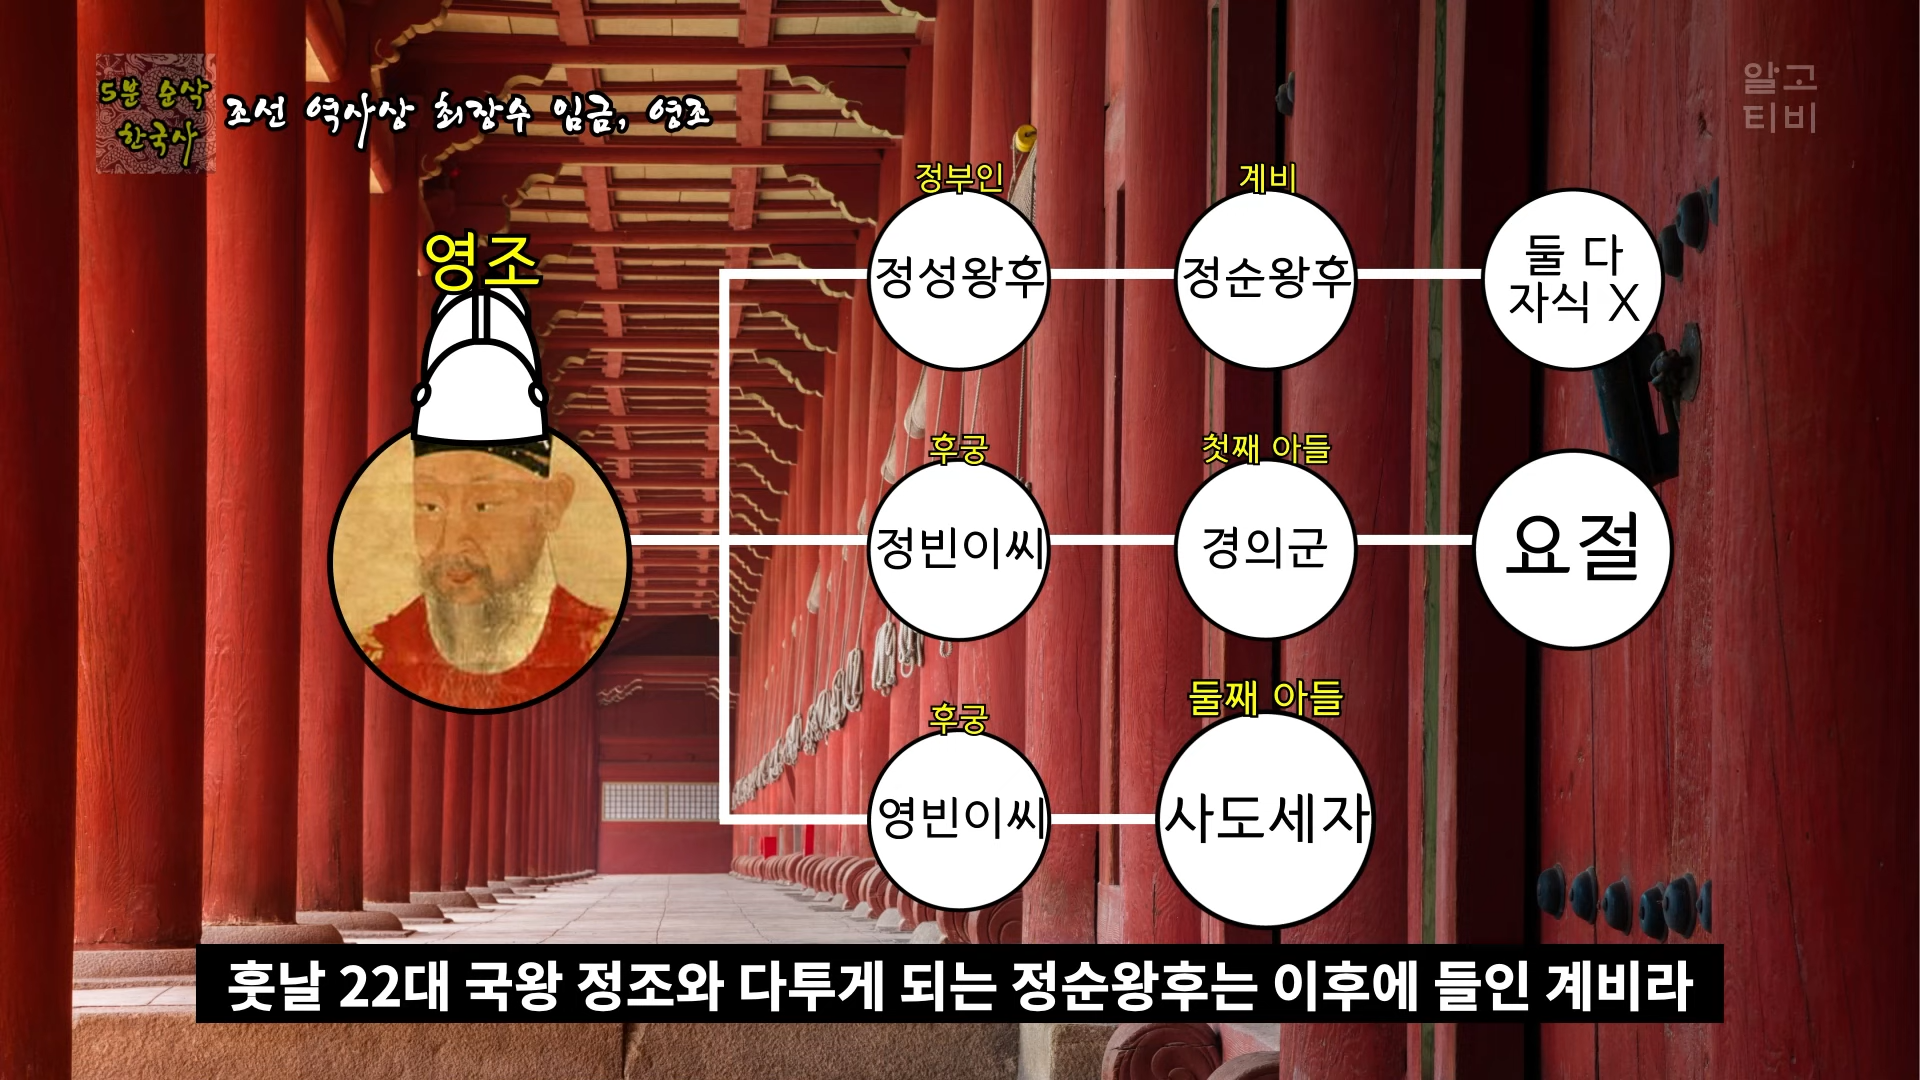 5분 순삭
한국사
조선 역사상 최장수 임금, 영조
알고
티비
영조
정부인
정성왕후
계비
정순왕후
둘 다
자식 X
후궁
정빈이씨
첫째 아들
경의군
요절
후궁
영빈이씨
둘째 아들
사도세자
훗날 22대 국왕 정조와 다투게 되는 정순왕후는 이후에 들인 계비라